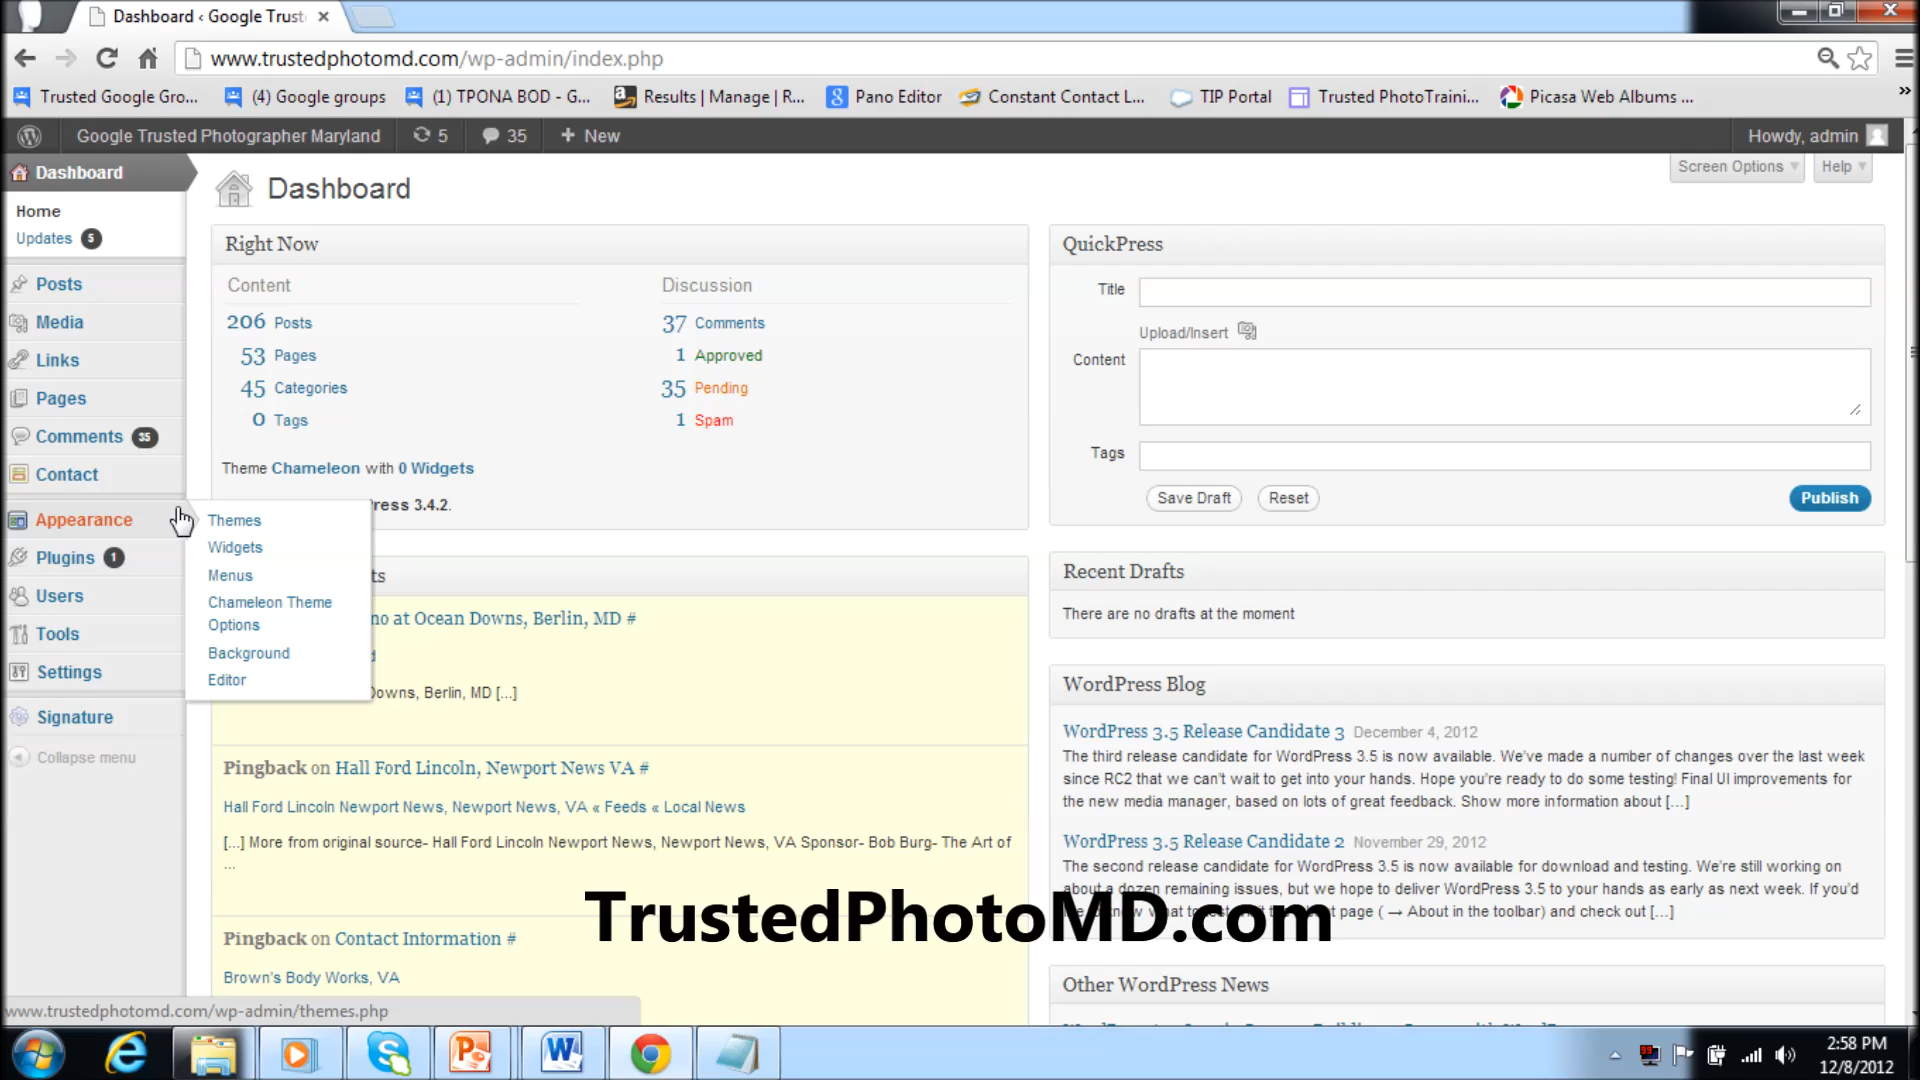 Dashboard ‹ Google Trust
www.trustedphotomd.com/wp-admin/index.php
Trusted Google Gro...
(4) Google groups
(1) TPONA BOD - G...
Results | Manage | R...
Pano Editor
Constant Contact L...
TIP Portal
Trusted PhotoTraini...
Picasa Web Albums ...
Google Trusted Photographer Maryland
5
35
+ New
Howdy, admin
Dashboard
Home
Updates 5
Posts
Media
Links
Pages
Comments 35
Contact
Appearance
Plugins 1
Users
Tools
Settings
Signature
Collapse menu
Themes
Widgets
Menus
Chameleon Theme
Options
Background
Editor
Dashboard
Screen Options
Help
Right Now
Content
206 Posts
53 Pages
45 Categories
0 Tags
Discussion
37 Comments
1 Approved
35 Pending
1 Spam
Theme Chameleon with 0 Widgets
ress 3.4.2.
ts
no at Ocean Downs, Berlin, MD #
Downs, Berlin, MD [...]
Pingback on Hall Ford Lincoln, Newport News VA #
Hall Ford Lincoln Newport News, Newport News, VA « Feeds « Local News
[...] More from original source- Hall Ford Lincoln Newport News, Newport News, VA Sponsor- Bob Burg- The Art of
...
Pingback on Contact Information #
Brown's Body Works, VA
QuickPress
Title
Upload/Insert
Content
Tags
Save Draft
Reset
Publish
Recent Drafts
There are no drafts at the moment
WordPress Blog
WordPress 3.5 Release Candidate 3 December 4, 2012
The third release candidate for WordPress 3.5 is now available. We've made a number of changes over the last week
since RC2 that we can't wait to get into your hands. Hope you're ready to do some testing! Final UI improvements for
the new media manager, based on lots of great feedback. Show more information about [...]
WordPress 3.5 Release Candidate 2 November 29, 2012
The second release candidate for WordPress 3.5 is now available for download and testing. We're still working on
about a dozen remaining issues, but we hope to deliver WordPress 3.5 to your hands as early as next week. If you'd
to know what to page ( → About in the toolbar) and check out [...]
Other WordPress News
TrustedPhotoMD.com
www.trustedphotomd.com/wp-admin/themes.php
99
2:58 PM
12/8/2012